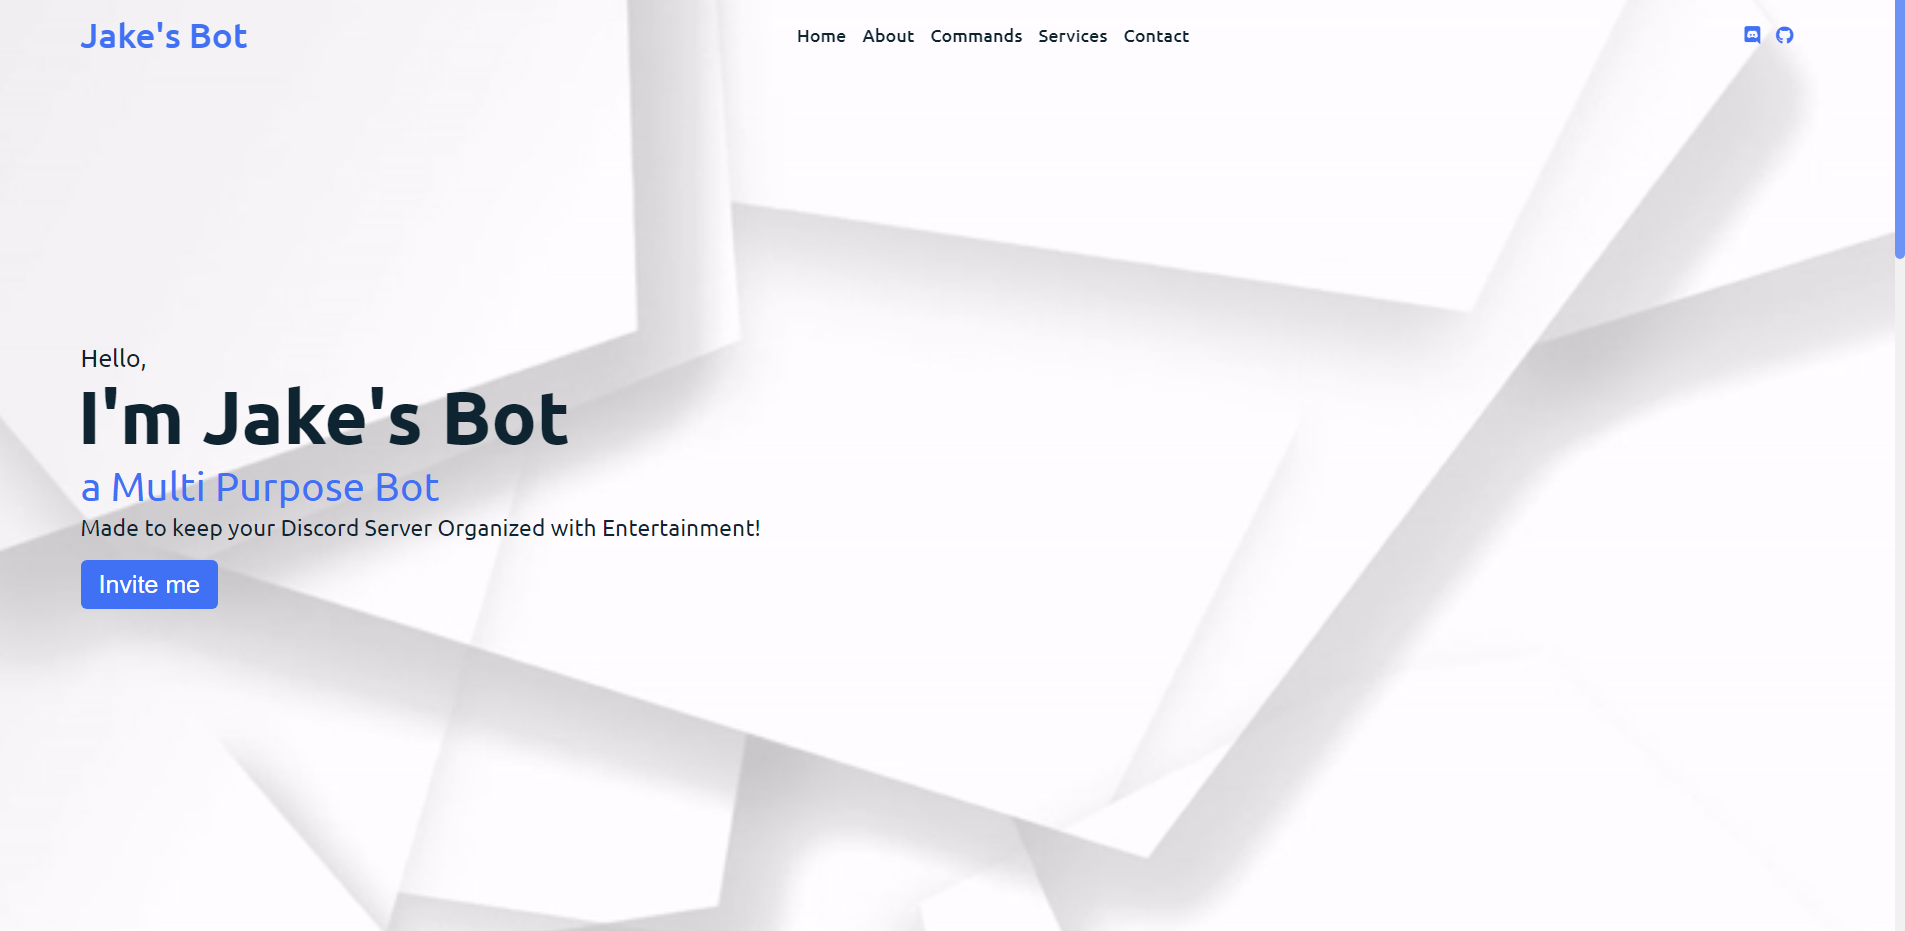 Jake's Bot
Home About Commands Services Contact
Hello,
I'm Jake's Bot
a Multi Purpose Bot
Made to keep your Discord Server Organized with Entertainment!
Invite me